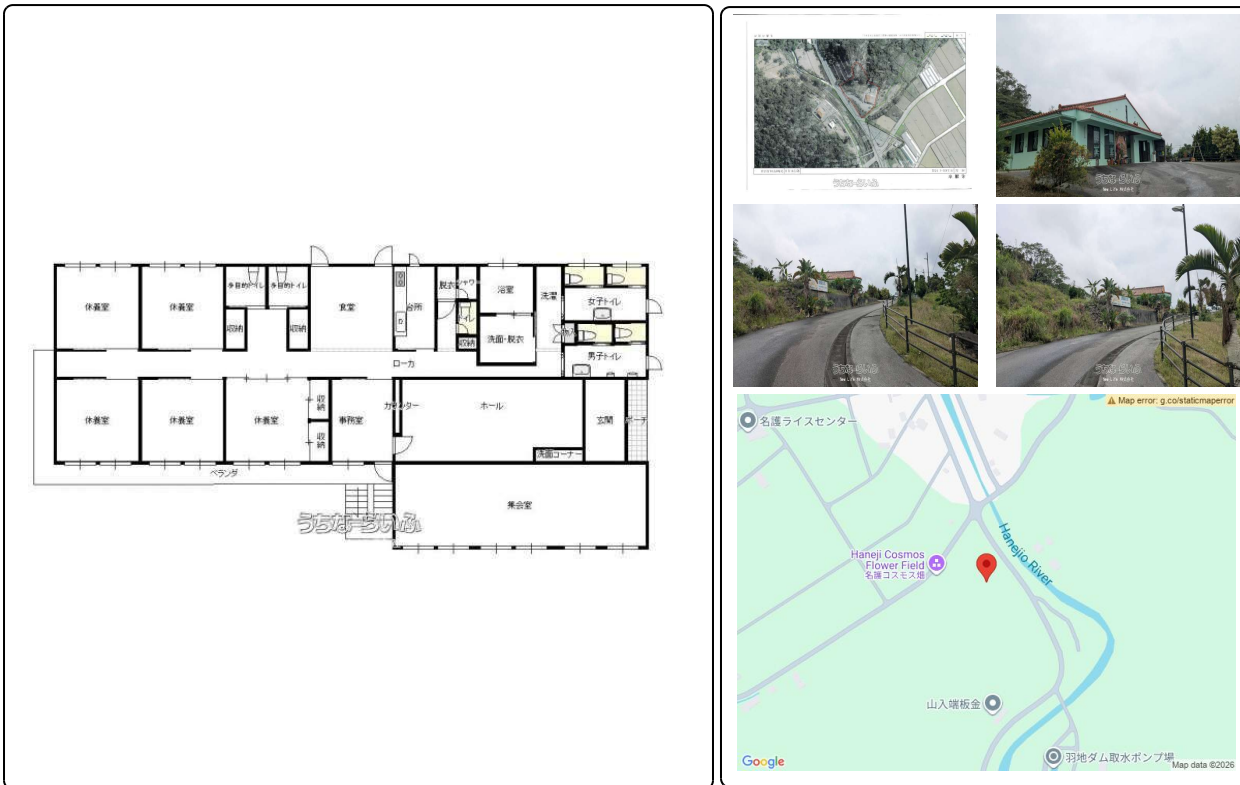 休養室
休養室
多目的トイレ
多目的トイレ
収納
収納
食堂
台所
脱衣
シャワー
トイレ
収納
浴室
洗面・脱衣
洗濯
物入
女子トイレ
男子トイレ
ローカ
休養室
休養室
休養室
収納
収納
事務室
カウンター
ホール
洗面コーナー
玄関
ポーチ
ベランダ
集会室
うちなーらいふ
うちなーらいふ
うちなーらいふ
うちなーらいふ
うちなーらいふ
Map error: g.co/staticmaperror
名護ライスセンター
Haneji Cosmos
Flower Field
名護コスモス畑
Hanejio River
山入端板金
羽地ダム取水ポンプ場
Google
Map data ©2026